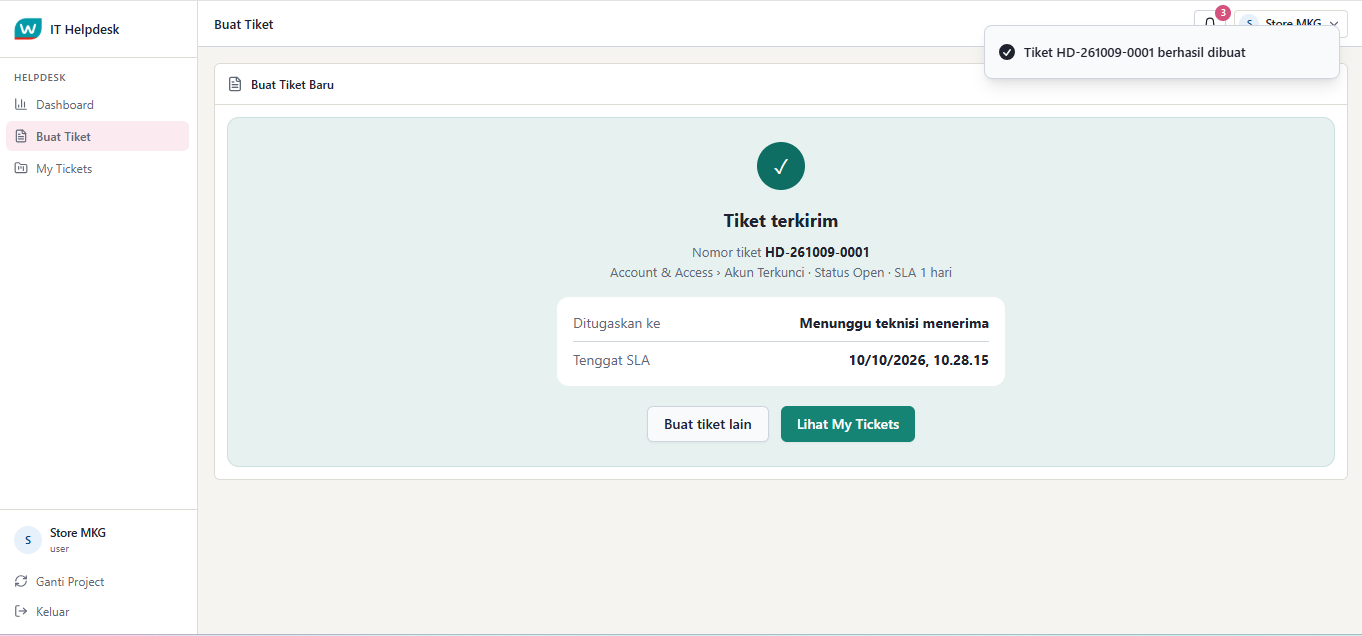 W IT Helpdesk
HELPDESK
Dashboard
Buat Tiket
My Tickets
Store MKG
user
S
Ganti Project
Keluar
Buat Tiket
3
S Store MKG
Tiket HD-261009-0001 berhasil dibuat
Buat Tiket Baru
Tiket terkirim
Nomor tiket HD-261009-0001
Account & Access › Akun Terkunci · Status Open · SLA 1 hari
Ditugaskan ke Menunggu teknisi menerima
Tenggat SLA 10/10/2026, 10.28.15
Buat tiket lain Lihat My Tickets